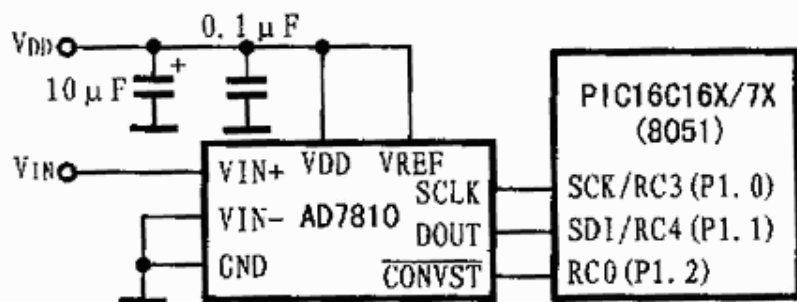 0.1μF
VDD
+
10μF
PIC16C16X/7X
(8051)
VIN
VIN+
VDD
VREF
SCLK
SCK/RC3(P1.0)
VIN-
AD7810
DOUT
SDI/RC4(P1.1)
GND
CONVST
RC0(P1.2)